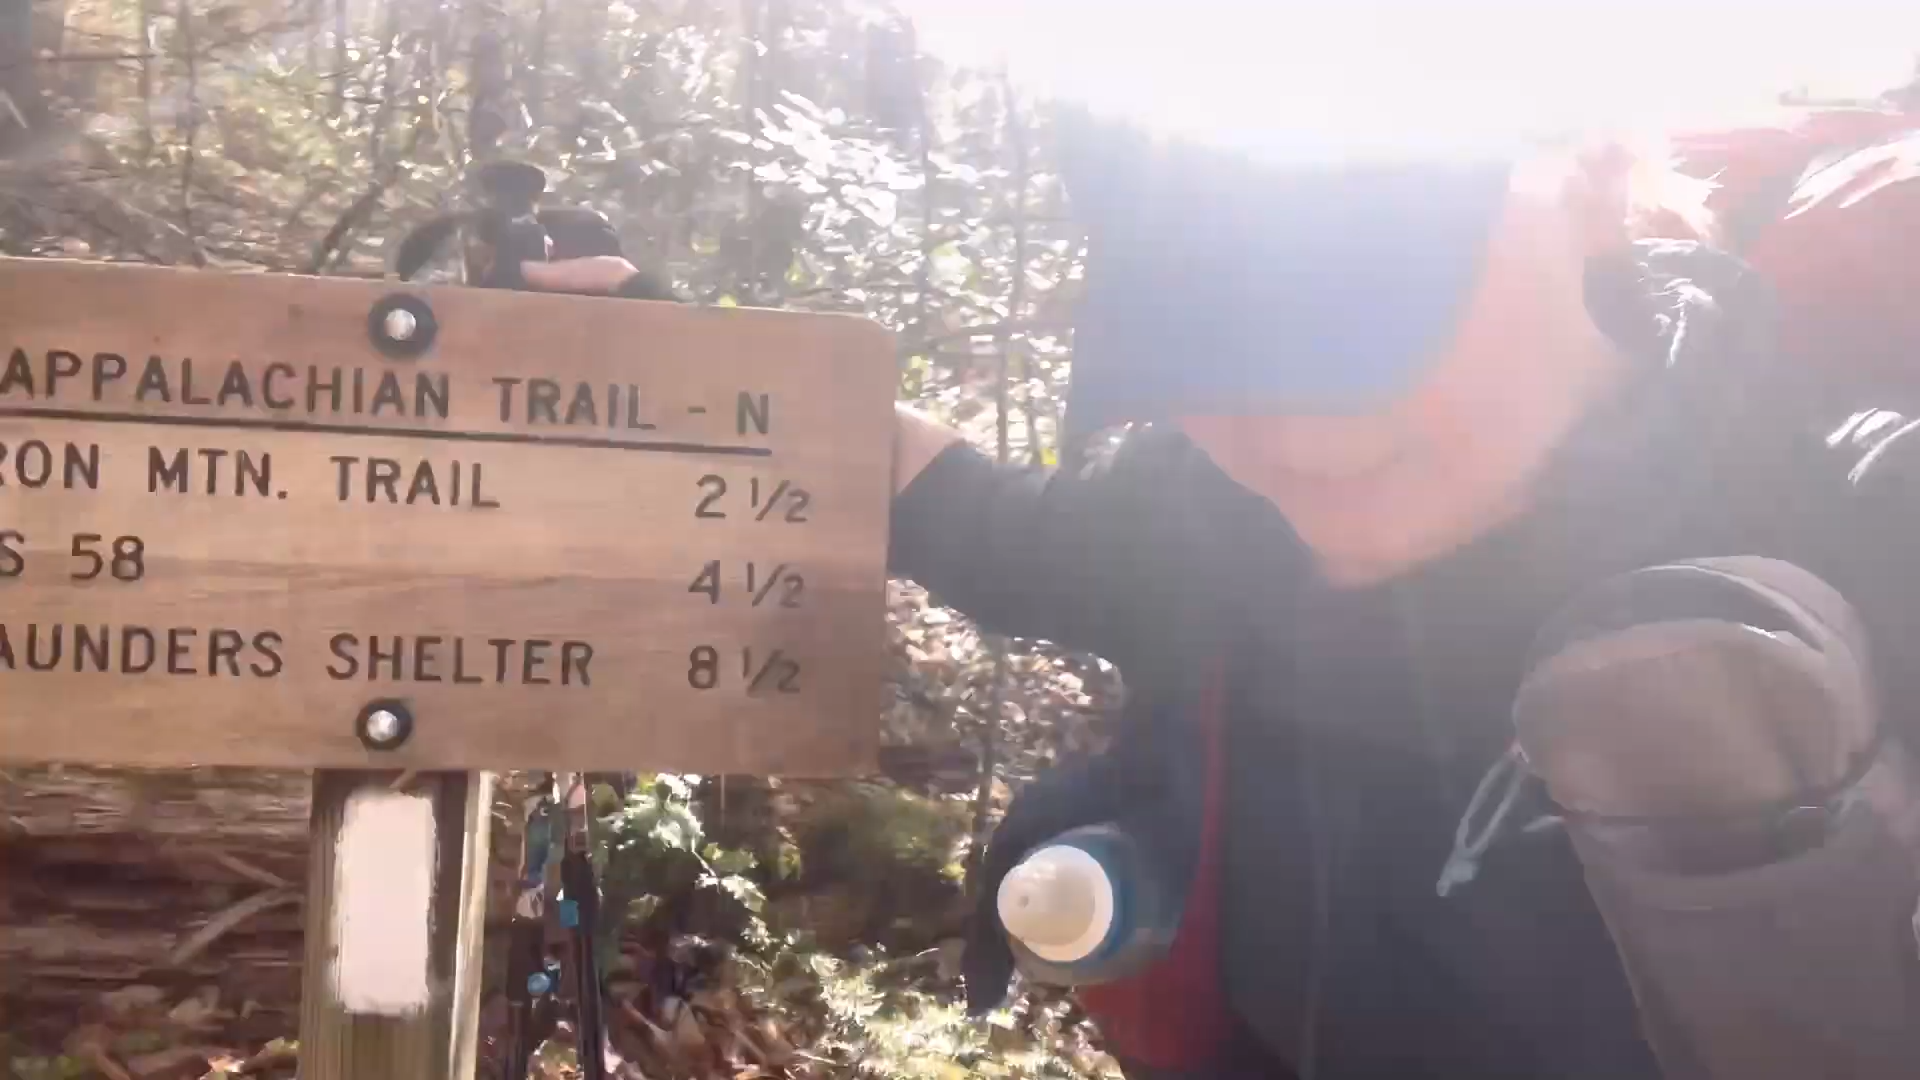 APPALACHIAN TRAIL - N
RON MTN. TRAIL 2 1/2
S 58 4 1/2
AUNDERS SHELTER 8 1/2